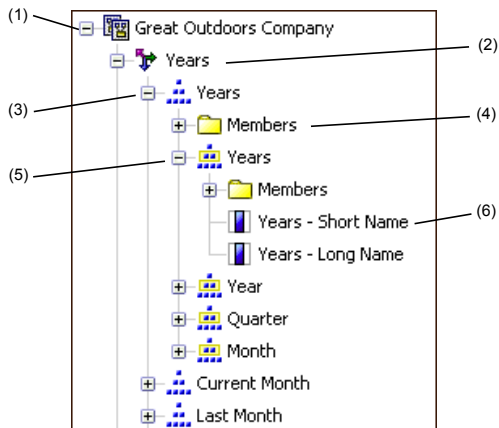 (1) Great Outdoors Company
Years (2)
(3) Years
Members (4)
(5) Years
Members
Years - Short Name (6)
Years - Long Name
Year
Quarter
Month
Current Month
Last Month